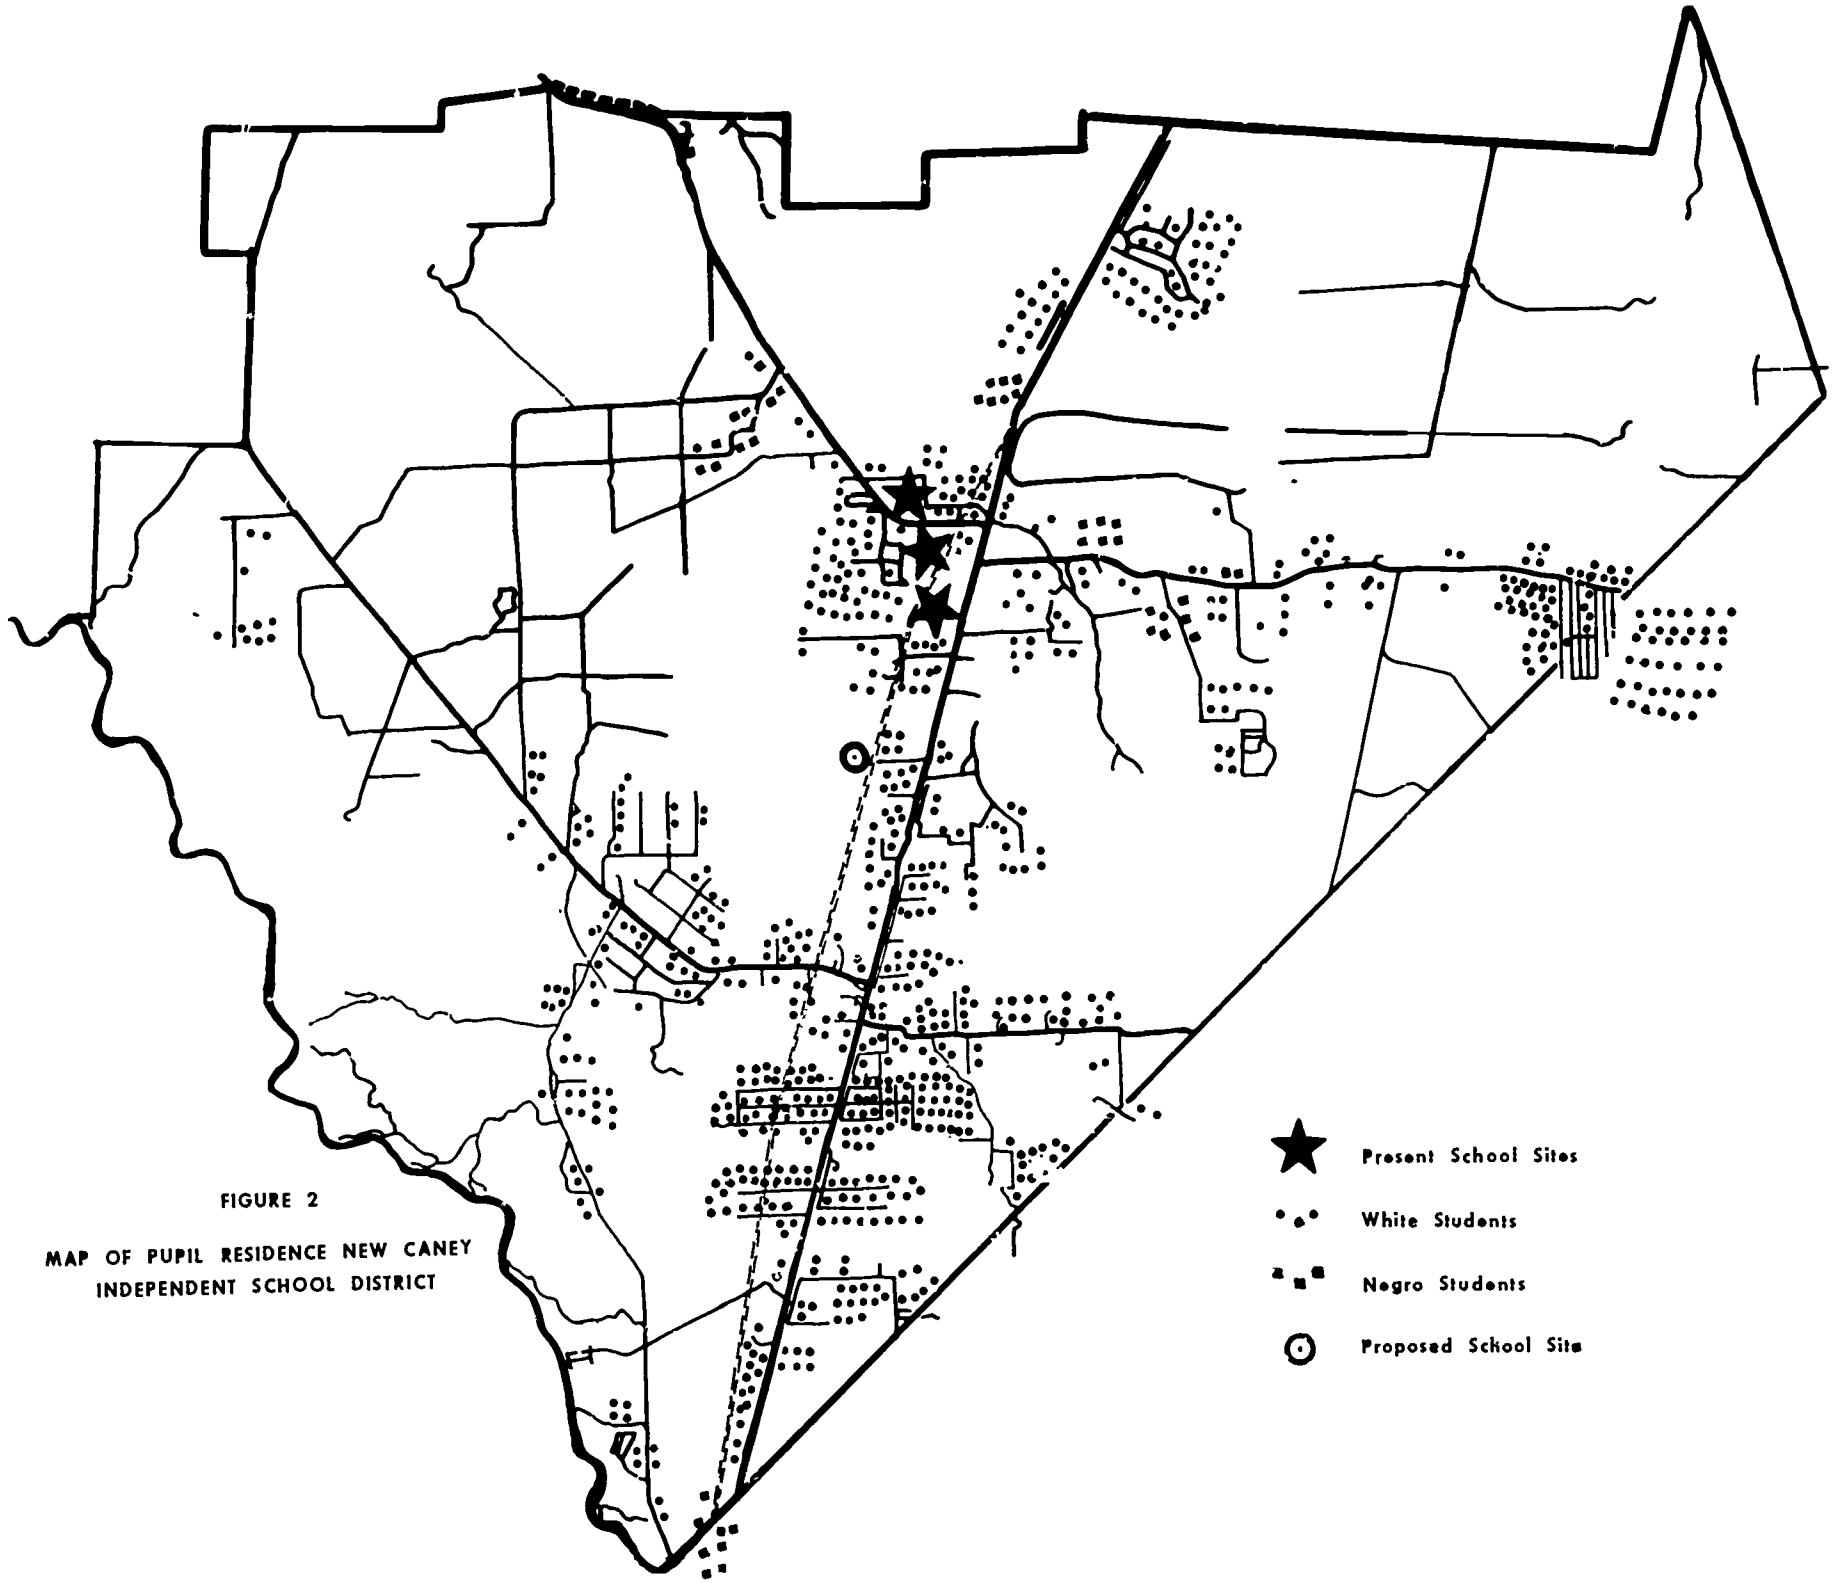 FIGURE 2
MAP OF PUPIL RESIDENCE NEW CANEY
INDEPENDENT SCHOOL DISTRICT
Present School Sites
White Students
Negro Students
Proposed School Site